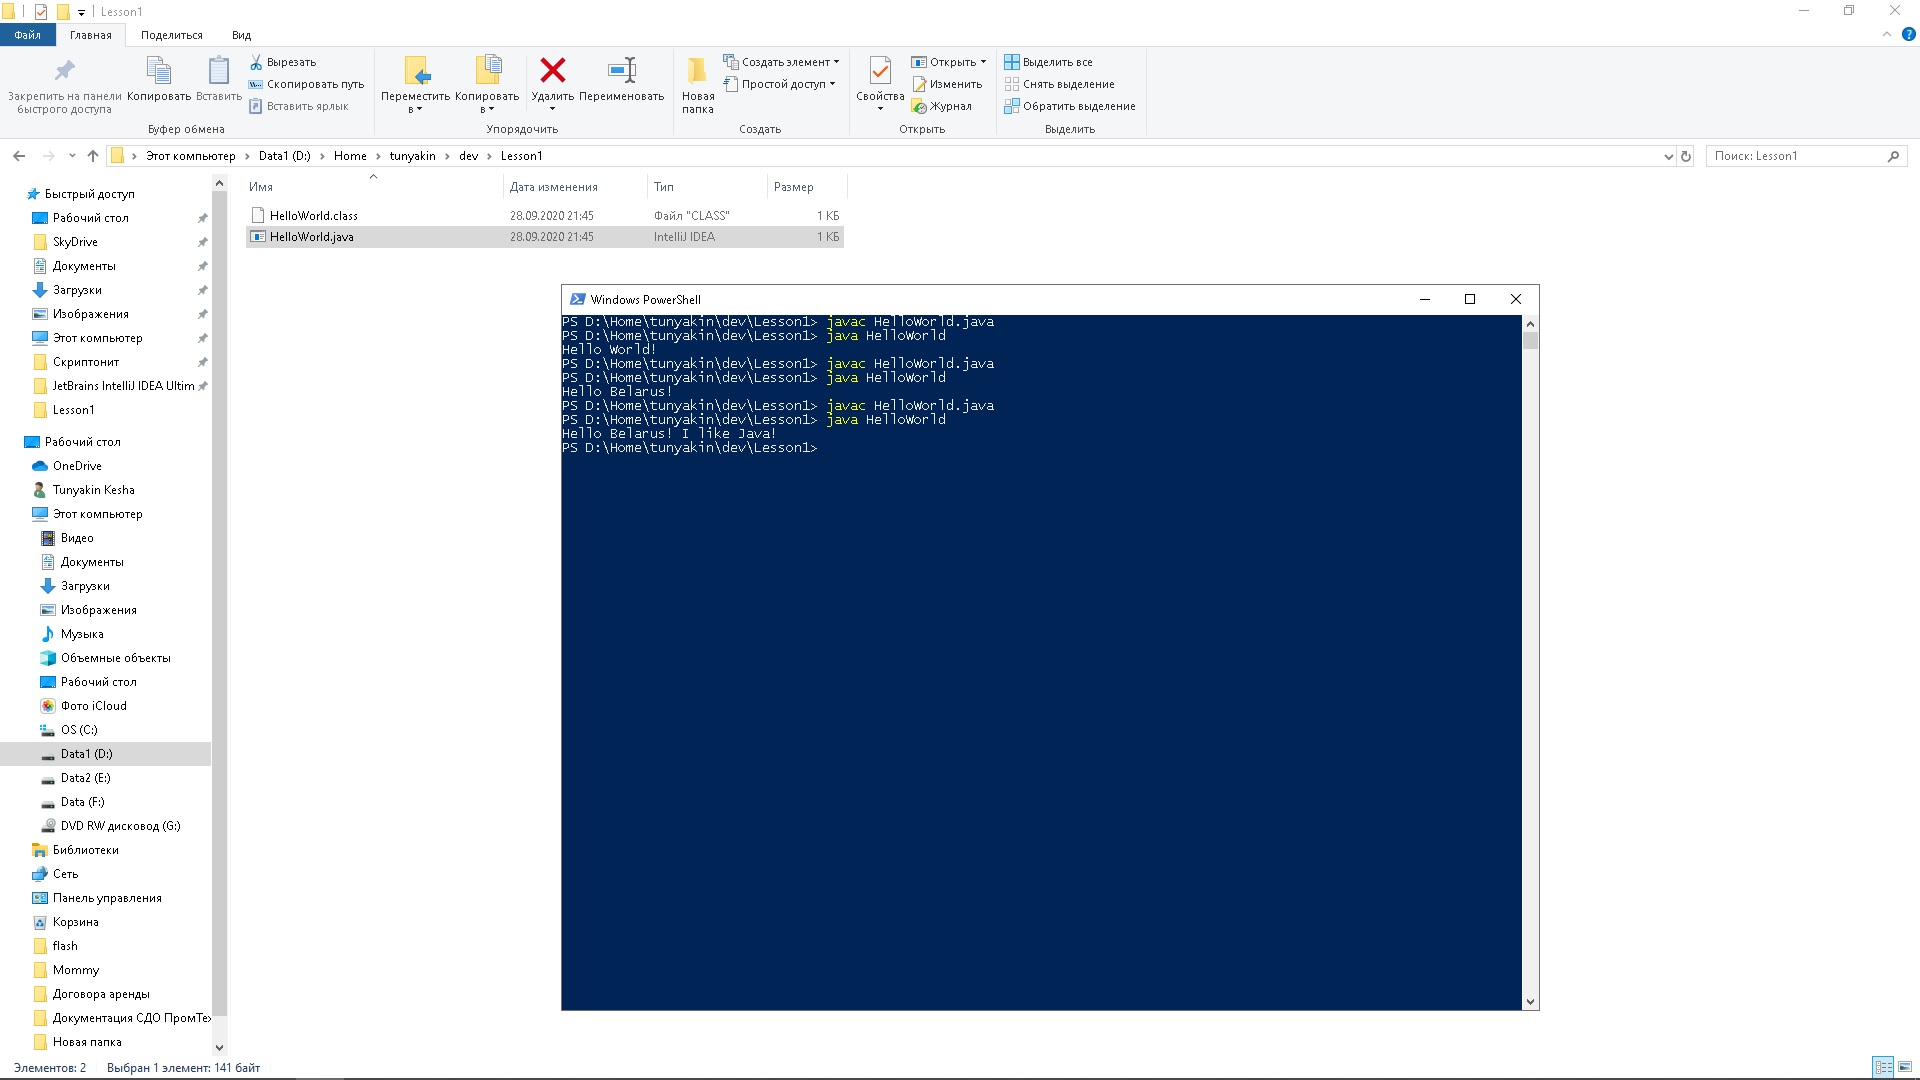 Lesson1
Файл Главная Поделиться Вид
Закрепить на панели быстрого доступа
Копировать
Вставить
Вырезать
Скопировать путь
Вставить ярлык
Буфер обмена
Переместить в
Копировать в
Удалить
Переименовать
Упорядочить
Новая папка
Создать элемент
Простой доступ
Создать
Свойства
Открыть
Изменить
Журнал
Открыть
Выделить все
Снять выделение
Обратить выделение
Выделить
Этот компьютер > Data1 (D:) > Home > tunyakin > dev > Lesson1
Поиск: Lesson1
Быстрый доступ
Рабочий стол
SkyDrive
Документы
Загрузки
Изображения
Этот компьютер
Скриптонит
JetBrains IntelliJ IDEA Ultim
Lesson1
Рабочий стол
OneDrive
Tunyakin Kesha
Этот компьютер
Видео
Документы
Загрузки
Изображения
Музыка
Объемные объекты
Рабочий стол
Фото iCloud
OS (C:)
Data1 (D:)
Data2 (E:)
Data (F:)
DVD RW дисковод (G:)
Библиотеки
Сеть
Панель управления
Корзина
flash
Mommy
Договора аренды
Документация СДО ПромТех
Новая папка
Имя Дата изменения Тип Размер
HelloWorld.class 28.09.2020 21:45 Файл "CLASS" 1 КБ
HelloWorld.java 28.09.2020 21:45 IntelliJ IDEA 1 КБ
Windows PowerShell
PS D:\Home\tunyakin\dev\Lesson1> javac HelloWorld.java
PS D:\Home\tunyakin\dev\Lesson1> java HelloWorld
Hello World!
PS D:\Home\tunyakin\dev\Lesson1> javac HelloWorld.java
PS D:\Home\tunyakin\dev\Lesson1> java HelloWorld
Hello Belarus!
PS D:\Home\tunyakin\dev\Lesson1> javac HelloWorld.java
PS D:\Home\tunyakin\dev\Lesson1> java HelloWorld
Hello Belarus! I like Java!
PS D:\Home\tunyakin\dev\Lesson1>
Элементов: 2 Выбран 1 элемент: 141 байт